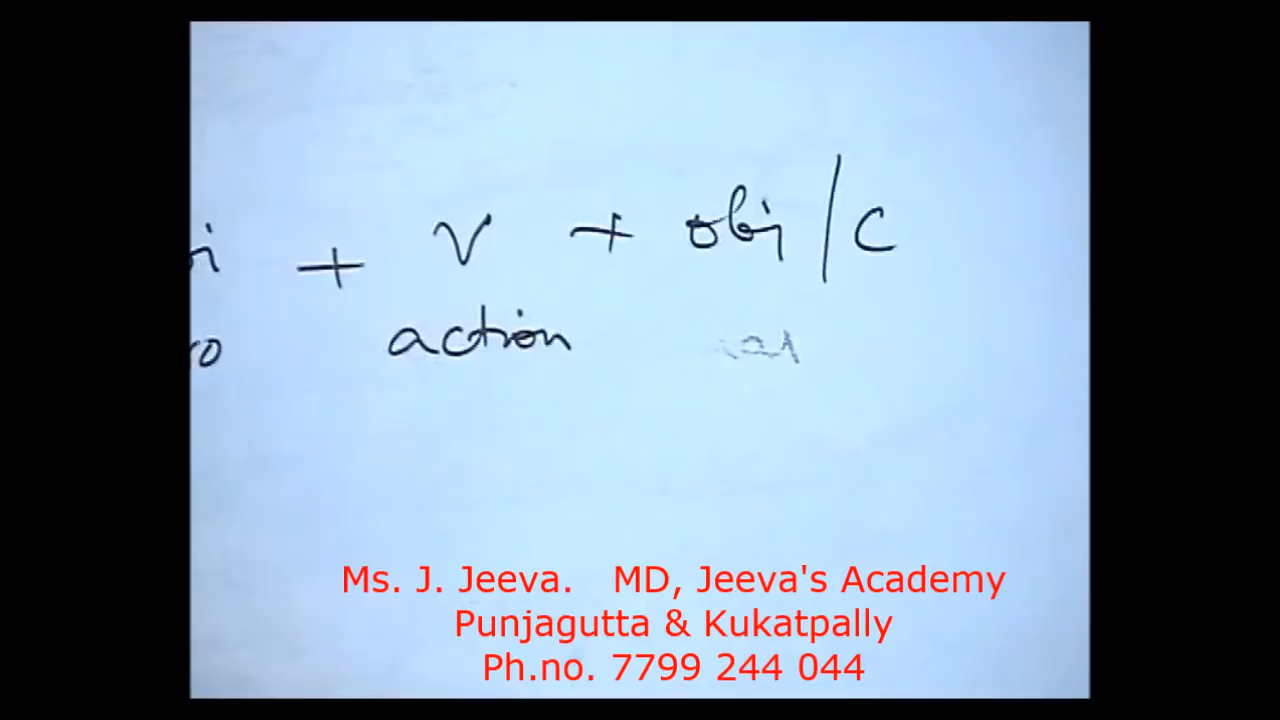 + v + obj / c
action
Ms. J. Jeeva. MD, Jeeva's Academy
Punjagutta & Kukatpally
Ph.no. 7799 244 044